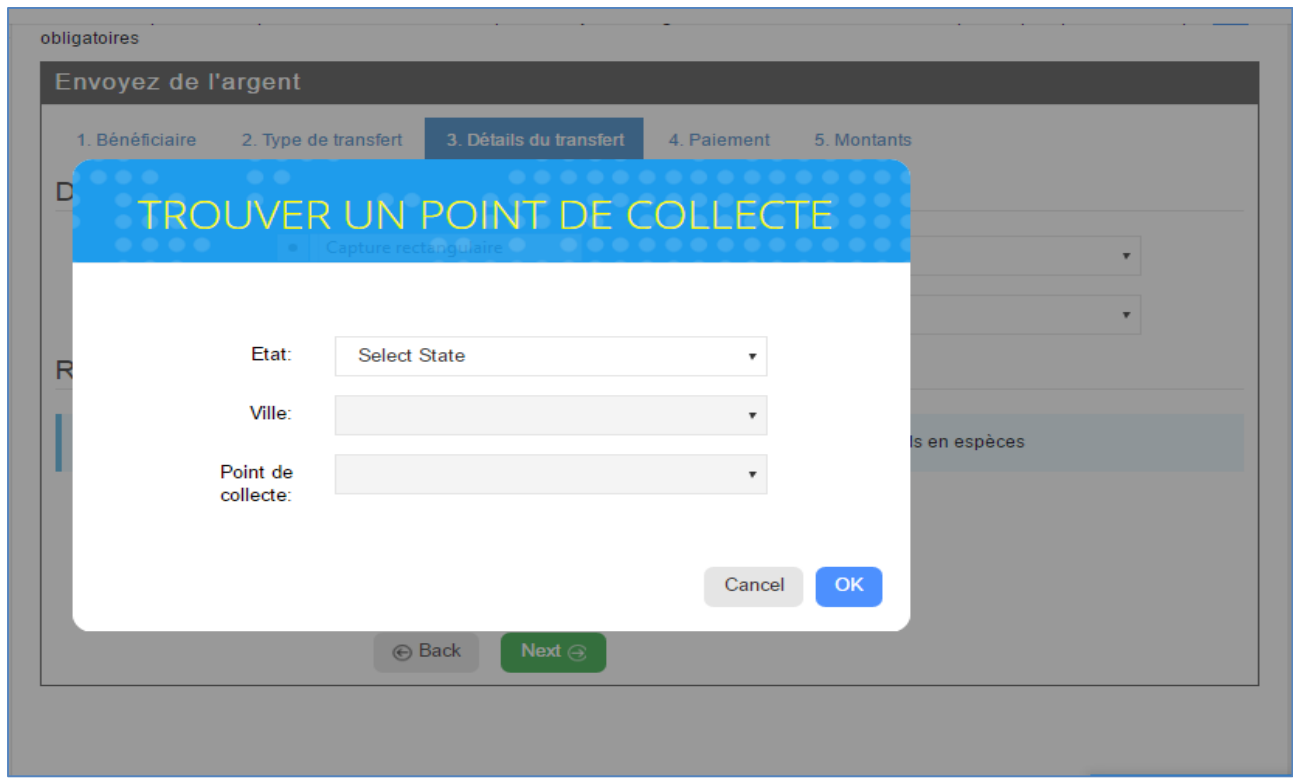 obligatoires
Envoyez de l'argent
1. Bénéficiaire 2. Type de transfert 3. Détails du transfert 4. Paiement 5. Montants
D
TROUVER UN POINT DE COLLECTE
Capture rectangulaire
Etat: Select State
R
Ville:
ls en espèces
Point de
collecte:
Cancel OK
Back Next